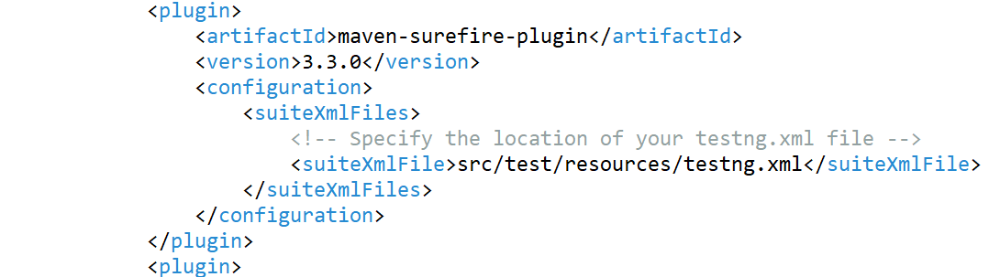 <plugin>
<artifactId>maven-surefire-plugin</artifactId>
<version>3.3.0</version>
<configuration>
<suiteXmlFiles>
<!-- Specify the location of your testng.xml file -->
<suiteXmlFile>src/test/resources/testng.xml</suiteXmlFile>
</suiteXmlFiles>
</configuration>
</plugin>
<plugin>